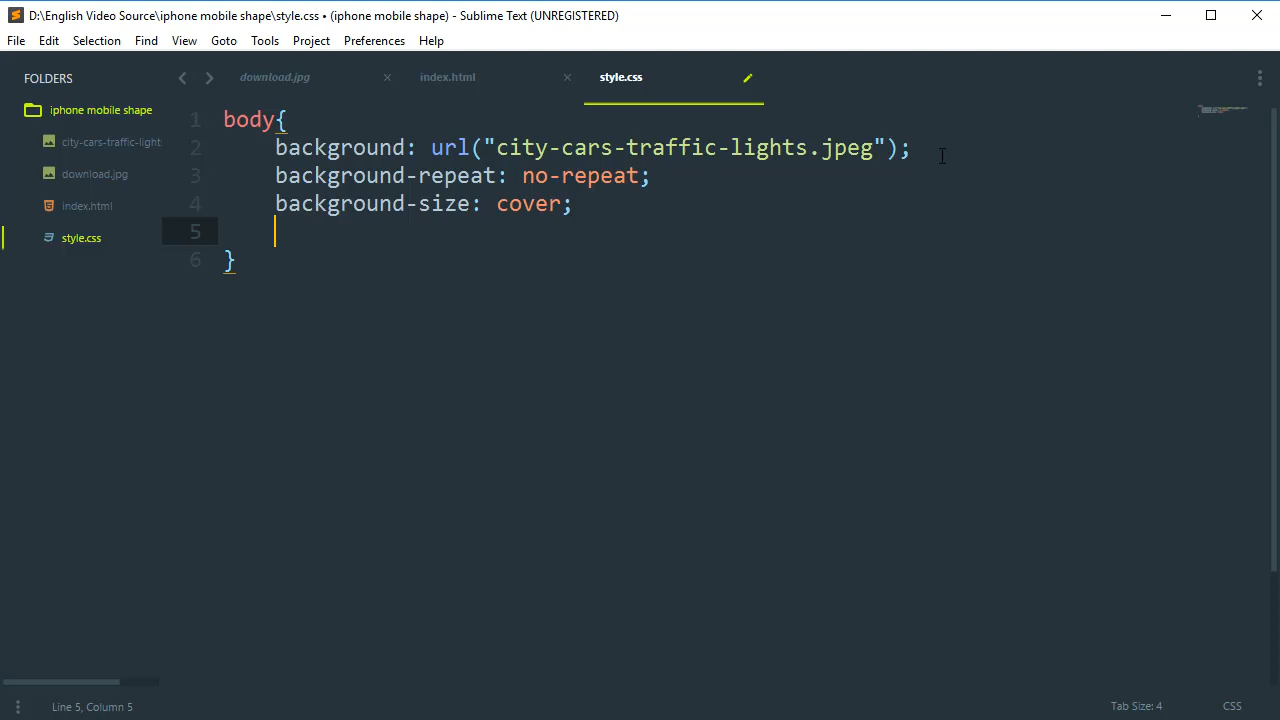 D:\English Video Source\iphone mobile shape\style.css • (iphone mobile shape) - Sublime Text (UNREGISTERED)
File Edit Selection Find View Goto Tools Project Preferences Help
FOLDERS
iphone mobile shape
city-cars-traffic-light
download.jpg
index.html
style.css
download.jpg index.html style.css
1 body{
2 background: url("city-cars-traffic-lights.jpeg");
3 background-repeat: no-repeat;
4 background-size: cover;
5
6 }
Line 5, Column 5 Tab Size: 4 CSS